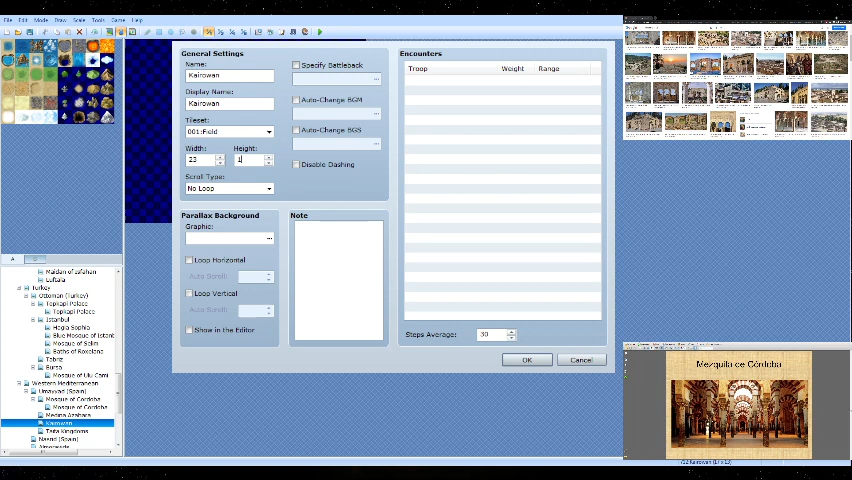 File Edit Mode Draw Scale Tools Game Help
General Settings
Name:
Kairowan
Display Name:
Kairowan
Tileset:
001:Field
Width: Height:
23 1
Scroll Type:
No Loop
Specify Battleback
Auto-Change BGM
Auto-Change BGS
Disable Dashing
Parallax Background
Graphic:
Loop Horizontal
Auto Scroll:
Loop Vertical
Auto Scroll:
Show in the Editor
Note
Encounters
Troop Weight Range
Steps Average: 30
OK Cancel
A
Maidan of Isfahan
Turkey
Ottoman (Turkey)
Topkapi Palace
Topkapi Palace
Istanbul
Hagia Sophia
Blue Mosque of Istanb
Mosque of Selim
Baths of Roxelana
Tabriz
Bursa
Mosque of Ulu Cami
Western Mediterranean
Umayyad (Spain)
Mosque of Cordoba
Mosque of Cordoba
Medina Azahara
Kairowan
Taifa Kingdoms
Nasrid (Spain)
Mezquita de Córdoba